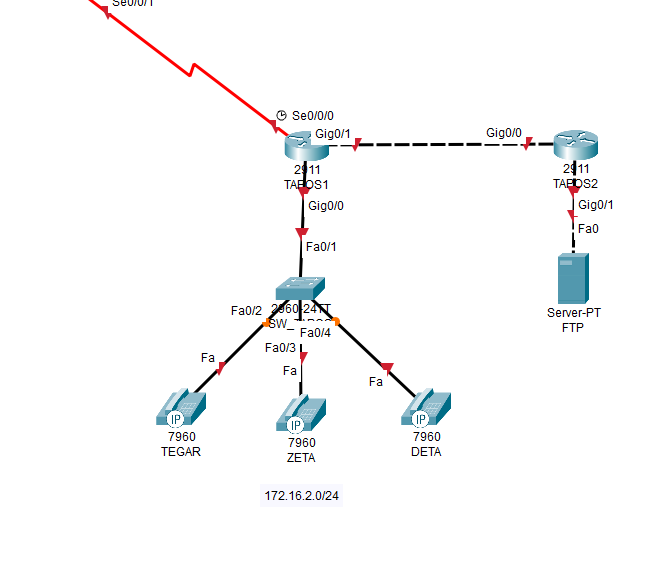 Se0/0/1
Se0/0/0
Gig0/1
Gig0/0
2911
TAPOS1
2911
TAPOS2
Gig0/0
Gig0/1
Fa0/1
Fa0
Server-PT
FTP
2960-24TT
SW_TAPOS
Fa0/2
Fa0/4
Fa0/3
Fa
Fa
Fa
IP
IP
IP
7960
TEGAR
7960
ZETA
7960
DETA
172.16.2.0/24